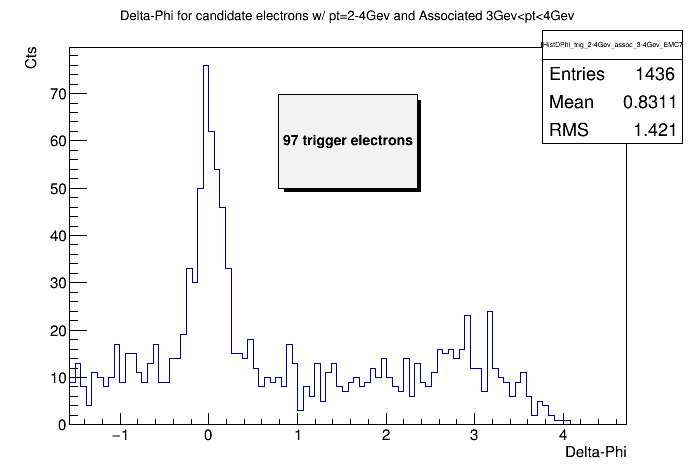 Delta-Phi for candidate electrons w/ pt=2-4Gev and Associated 3Gev<pt<4Gev
Cts
HistDPhi_trig_2-4Gev_assoc_3-4Gev_EMC7
Entries 1436
Mean 0.8311
RMS 1.421
97 trigger electrons
70
60
50
40
30
20
10
0
−1 0 1 2 3 4
Delta-Phi